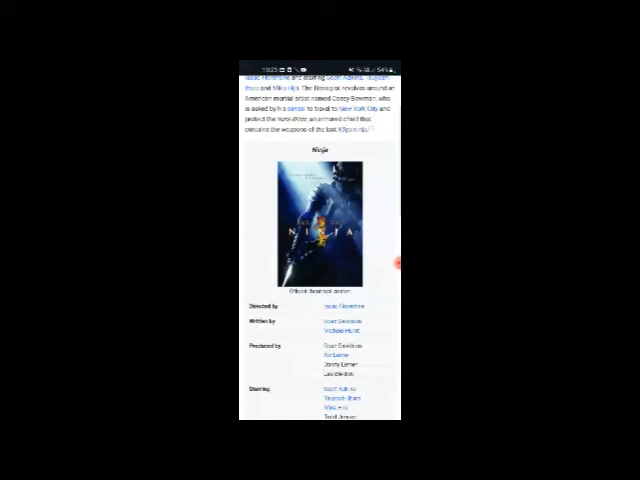 Isaac Florentine and starring Scott Adkins, Tsuyoshi
Ihara and Mika Hijii. The film's plot revolves around an
American martial artist named Casey Bowman, who
is asked by his sensei to travel to New York City and
protect the Yoroi Bitsu, an armored chest that
contains the weapons of the last Kōga ninja.
Ninja
NINJA
Official theatrical
Directed by
Isaac Florentine
Written by
Boaz Davidson
Michael Hurst
Produced by
Boaz Davidson
Avi Lerner
Danny Lerner
Les Weldon
Starring
Scott Adkins
Tsuyoshi Ihara
Mika Hijii
Todd Jensen